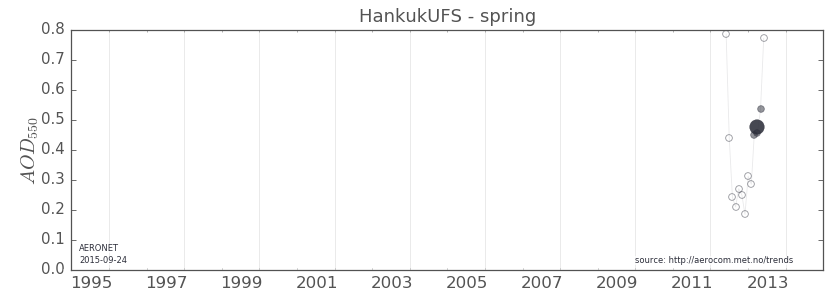 HankukUFS - spring
0.8
0.7
0.6
0.5
0.4
0.3
0.2
0.1
0.0
AOD550
AERONET
2015-09-24
source: http://aerocom.met.no/trends
1995 1997 1999 2001 2003 2005 2007 2009 2011 2013